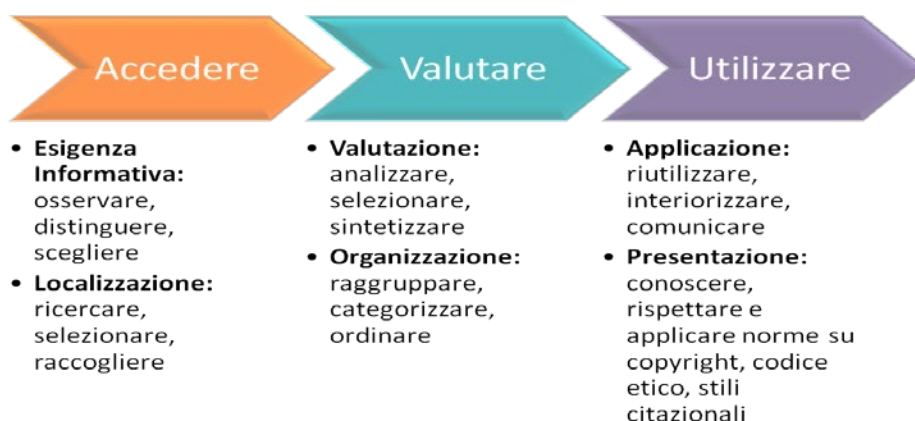 Accedere
Valutare
Utilizzare
• Esigenza
Informativa:
osservare,
distinguere,
scegliere
• Localizzazione:
ricercare,
selezionare,
raccogliere
• Valutazione:
analizzare,
selezionare,
sintetizzare
• Organizzazione:
raggruppare,
categorizzare,
ordinare
• Applicazione:
riutilizzare,
interiorizzare,
comunicare
• Presentazione:
conoscere,
rispettare e
applicare norme su
copyright, codice
etico, stili
citazionali